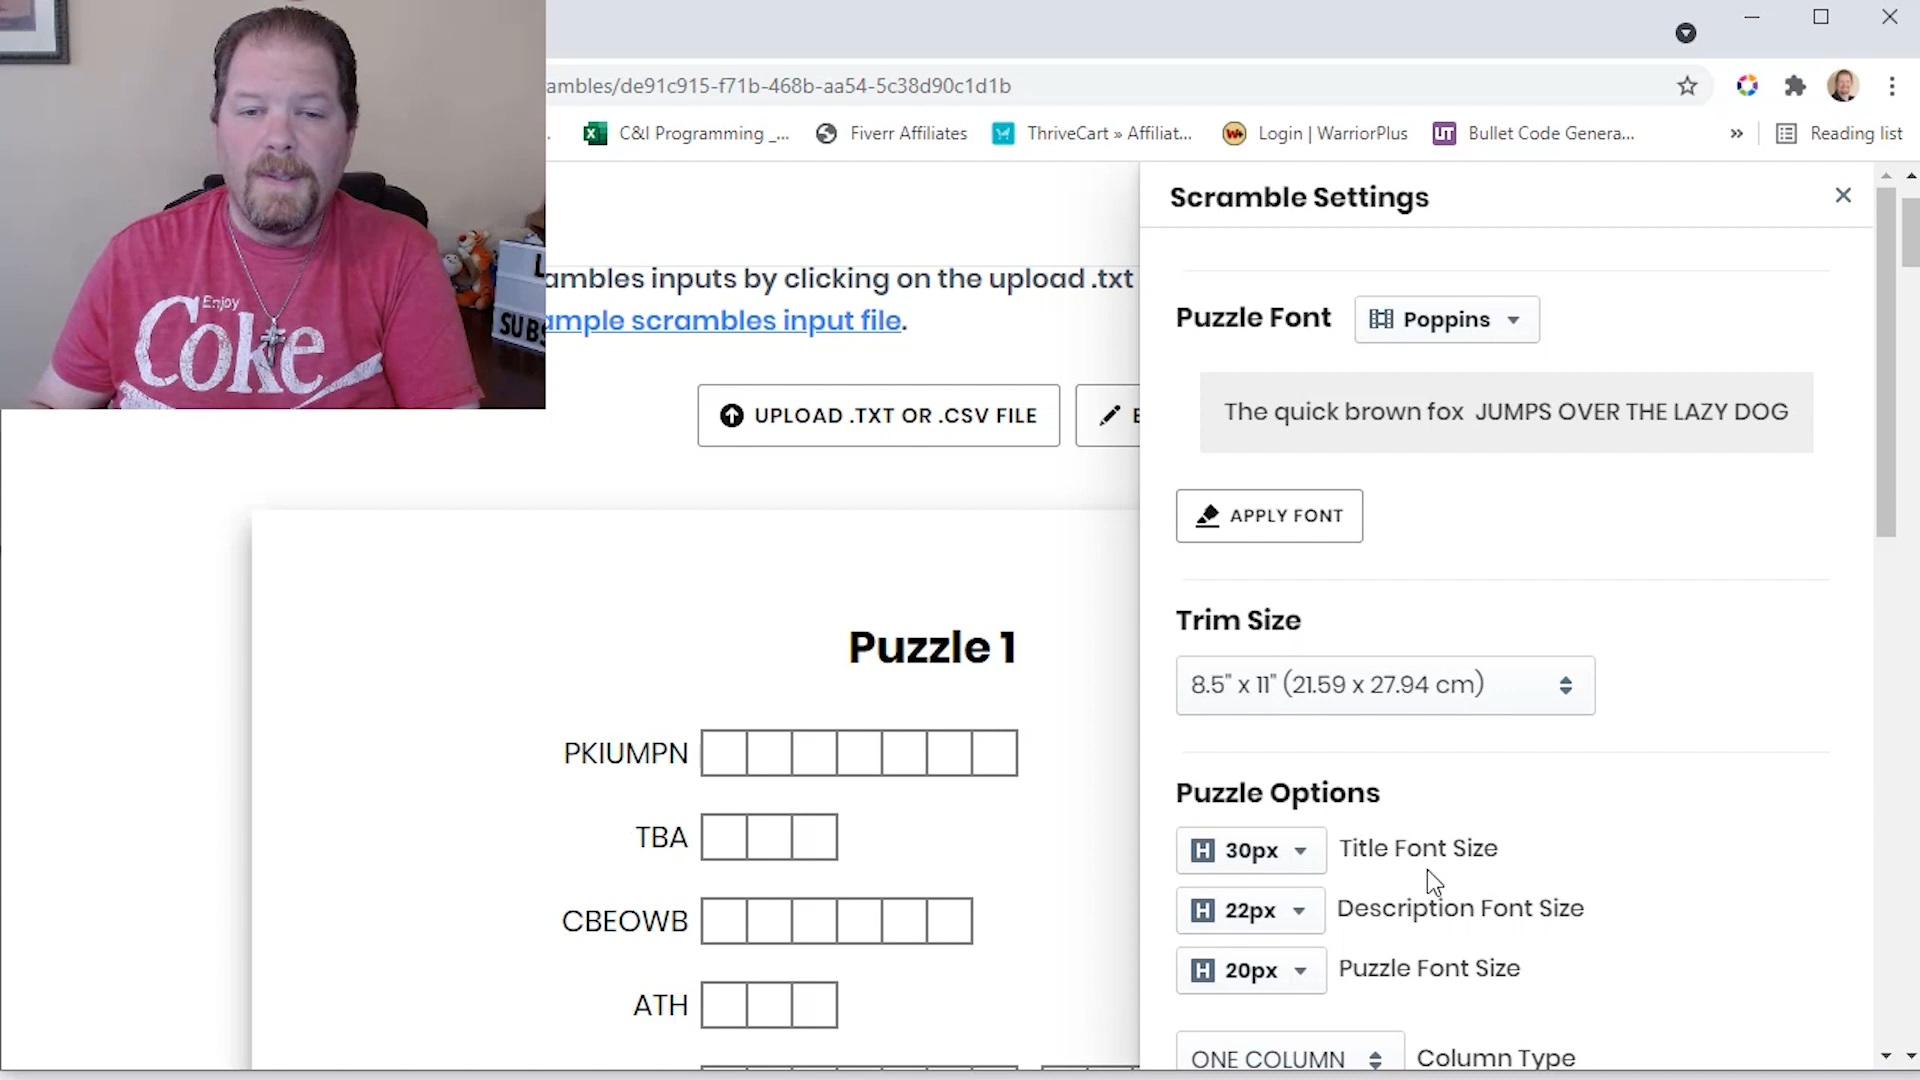 ambles/de91c915-f71b-468b-aa54-5c38d90c1d1b
C&I Programming _...
Fiverr Affiliates
ThriveCart » Affiliat...
Login | WarriorPlus
Bullet Code Genera...
»
Reading list
Enjoy
Coke
L
SUBS
ambles inputs by clicking on the upload .txt
ample scrambles input file.
UPLOAD .TXT OR .CSV FILE
E
Puzzle 1
PKIUMPN
TBA
CBEOWB
ATH
Scramble Settings
Puzzle Font
Poppins
The quick brown fox JUMPS OVER THE LAZY DOG
APPLY FONT
Trim Size
8.5" x 11" (21.59 x 27.94 cm)
Puzzle Options
30px Title Font Size
22px Description Font Size
20px Puzzle Font Size
ONE COLUMN Column Type